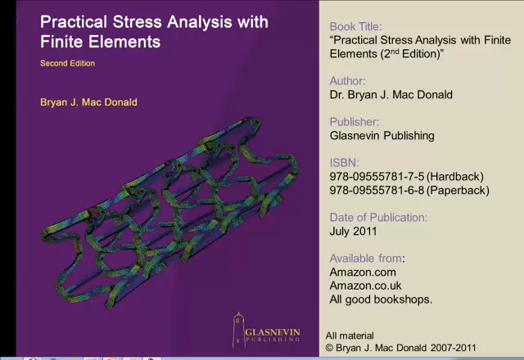 Practical Stress Analysis with
Finite Elements
Second Edition
Bryan J. Mac Donald
GLASNEVIN
PUBLISHING
Book Title:
“Practical Stress Analysis with Finite
Elements (2nd Edition)”
Author:
Dr. Bryan J. Mac Donald
Publisher:
Glasnevin Publishing
ISBN:
978-09555781-7-5 (Hardback)
978-09555781-6-8 (Paperback)
Date of Publication:
July 2011
Available from:
Amazon.com
Amazon.co.uk
All good bookshops.
All material
© Bryan J. Mac Donald 2007-2011